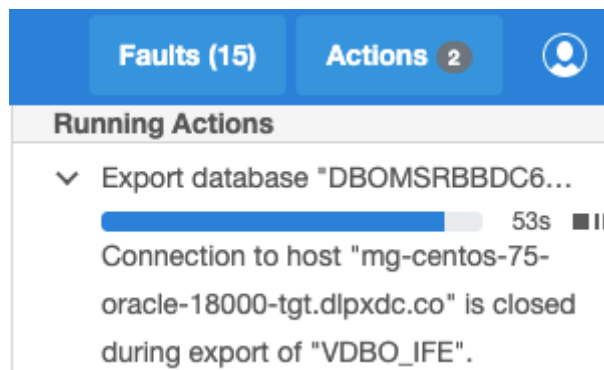 Faults (15) Actions 2
Running Actions
Export database "DBOMSRBBDC6...
53s
Connection to host "mg-centos-75-
oracle-18000-tgt.dlpxdc.co" is closed
during export of "VDBO_IFE".